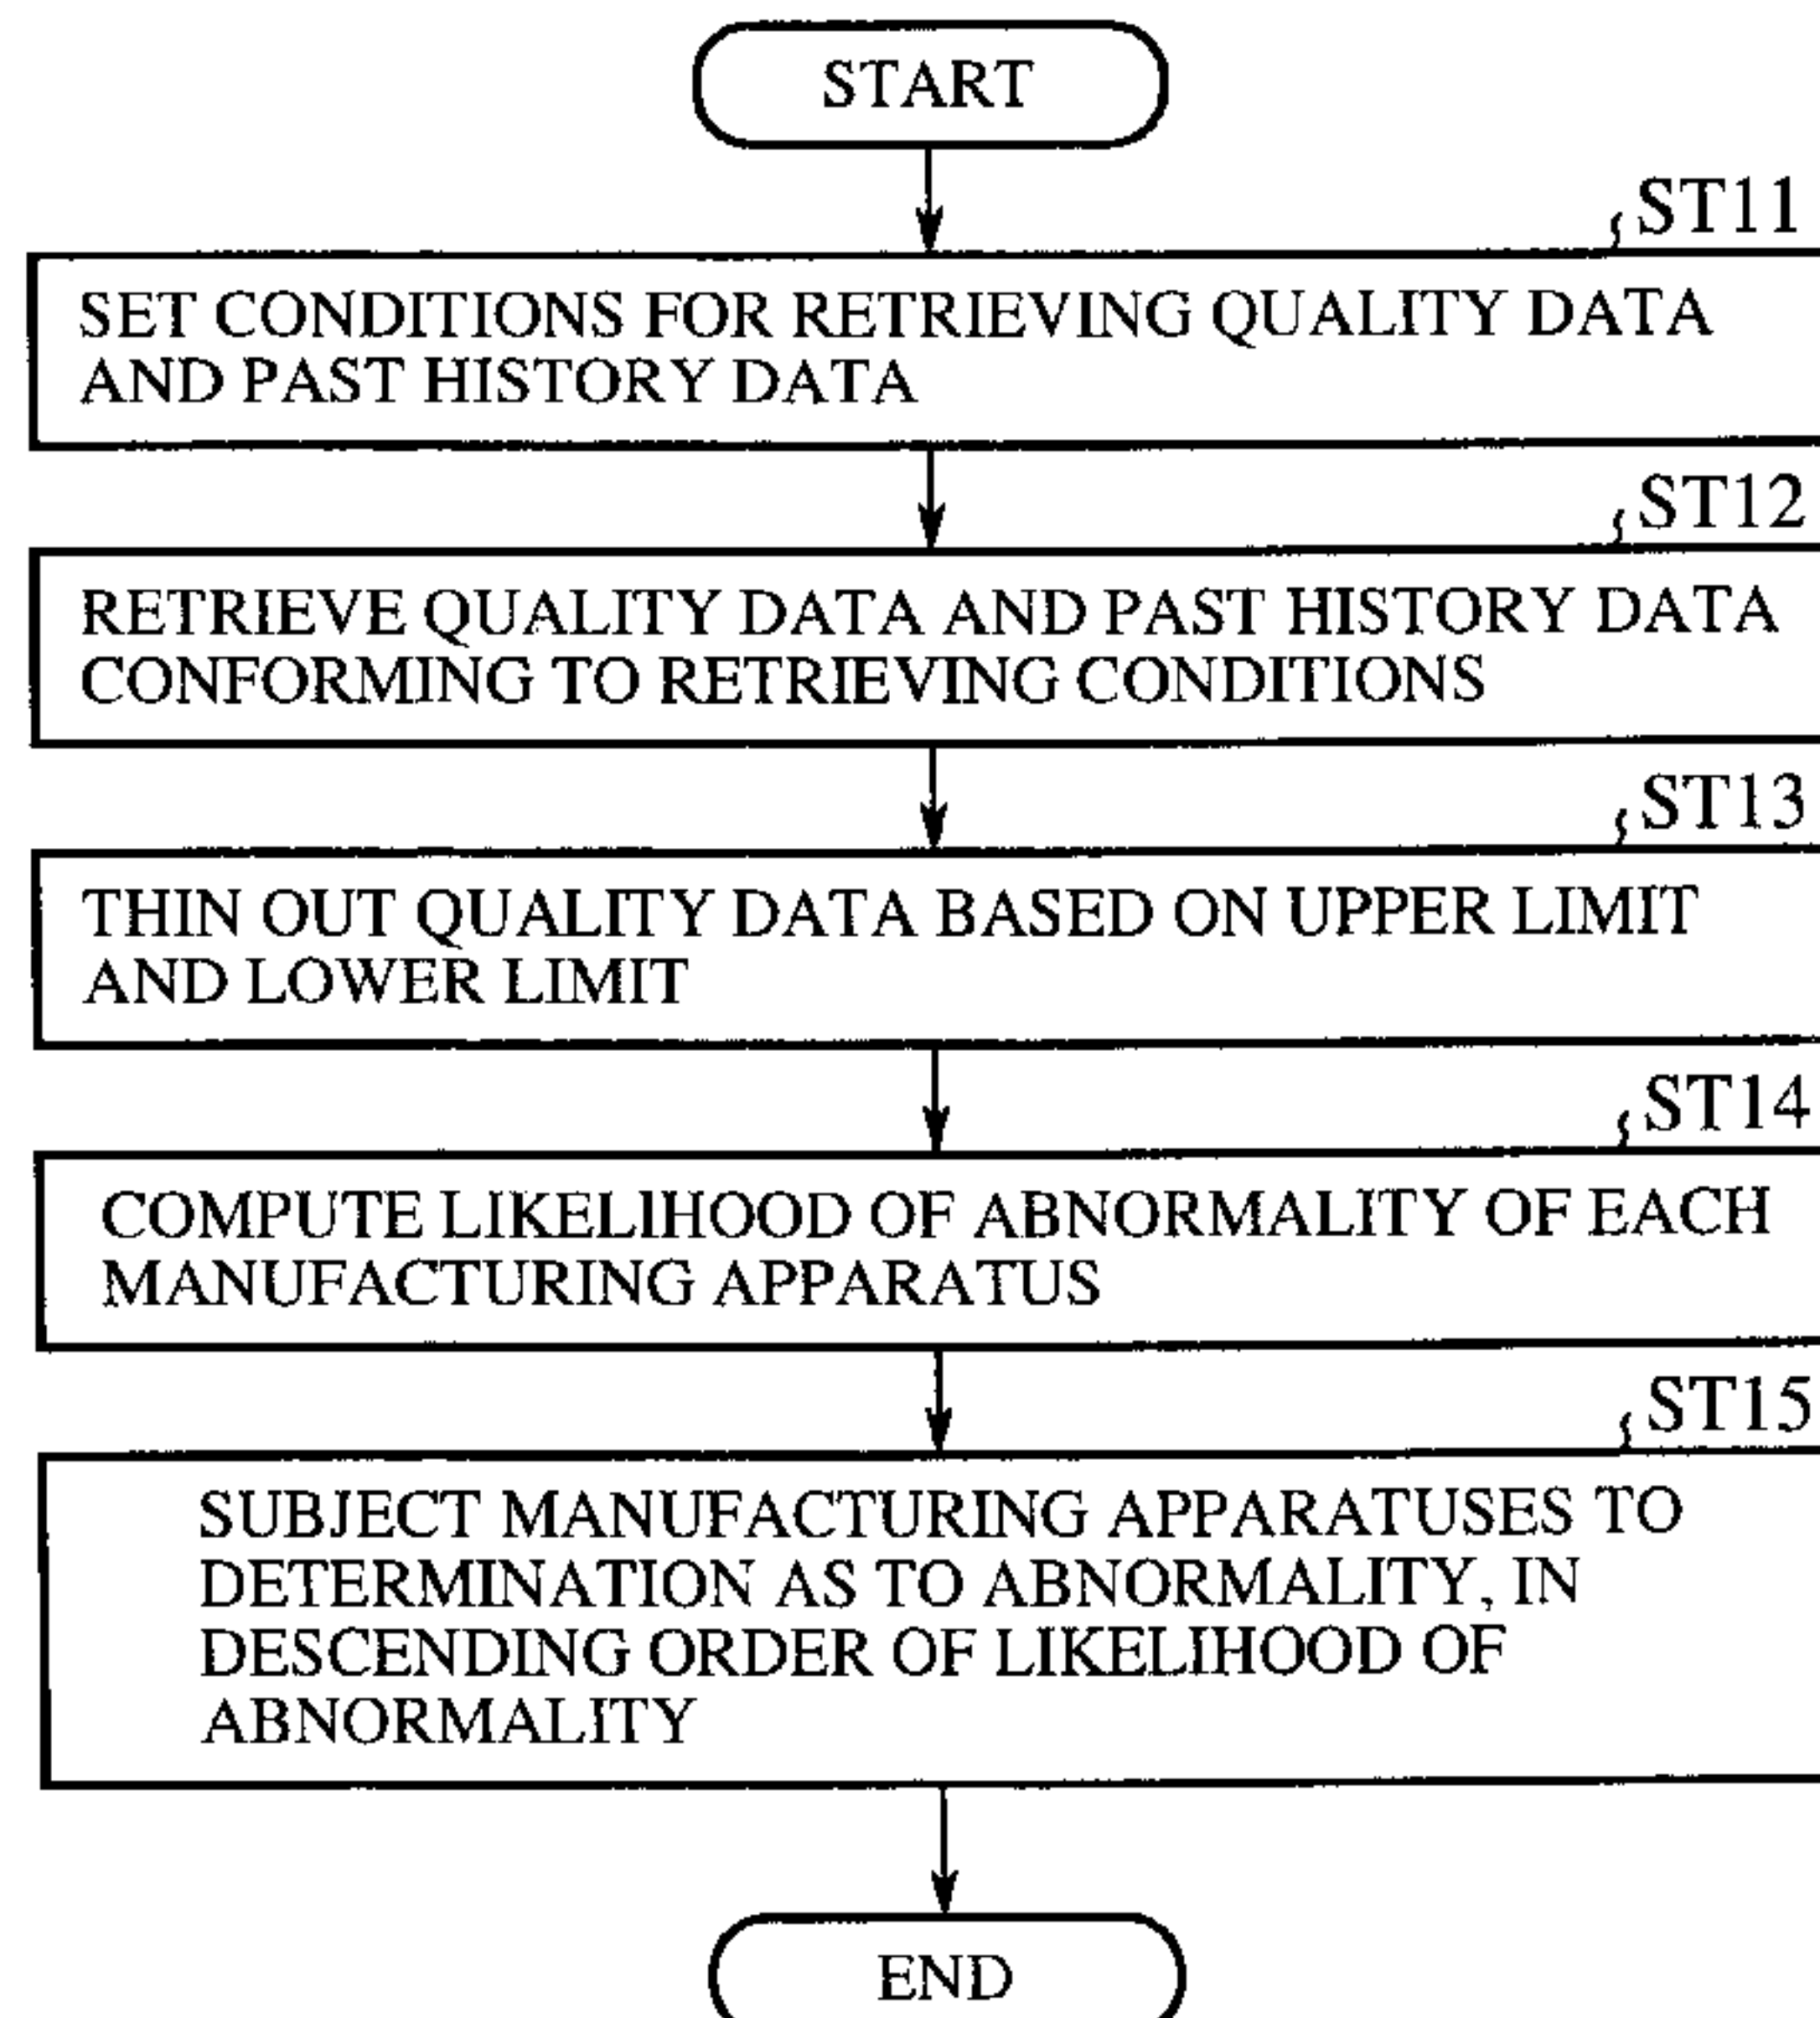 START
ST11
SET CONDITIONS FOR RETRIEVING QUALITY DATA
AND PAST HISTORY DATA
ST12
RETRIEVE QUALITY DATA AND PAST HISTORY DATA
CONFORMING TO RETRIEVING CONDITIONS
ST13
THIN OUT QUALITY DATA BASED ON UPPER LIMIT
AND LOWER LIMIT
ST14
COMPUTE LIKELIHOOD OF ABNORMALITY OF EACH
MANUFACTURING APPARATUS
ST15
SUBJECT MANUFACTURING APPARATUSES TO
DETERMINATION AS TO ABNORMALITY, IN
DESCENDING ORDER OF LIKELIHOOD OF
ABNORMALITY
END